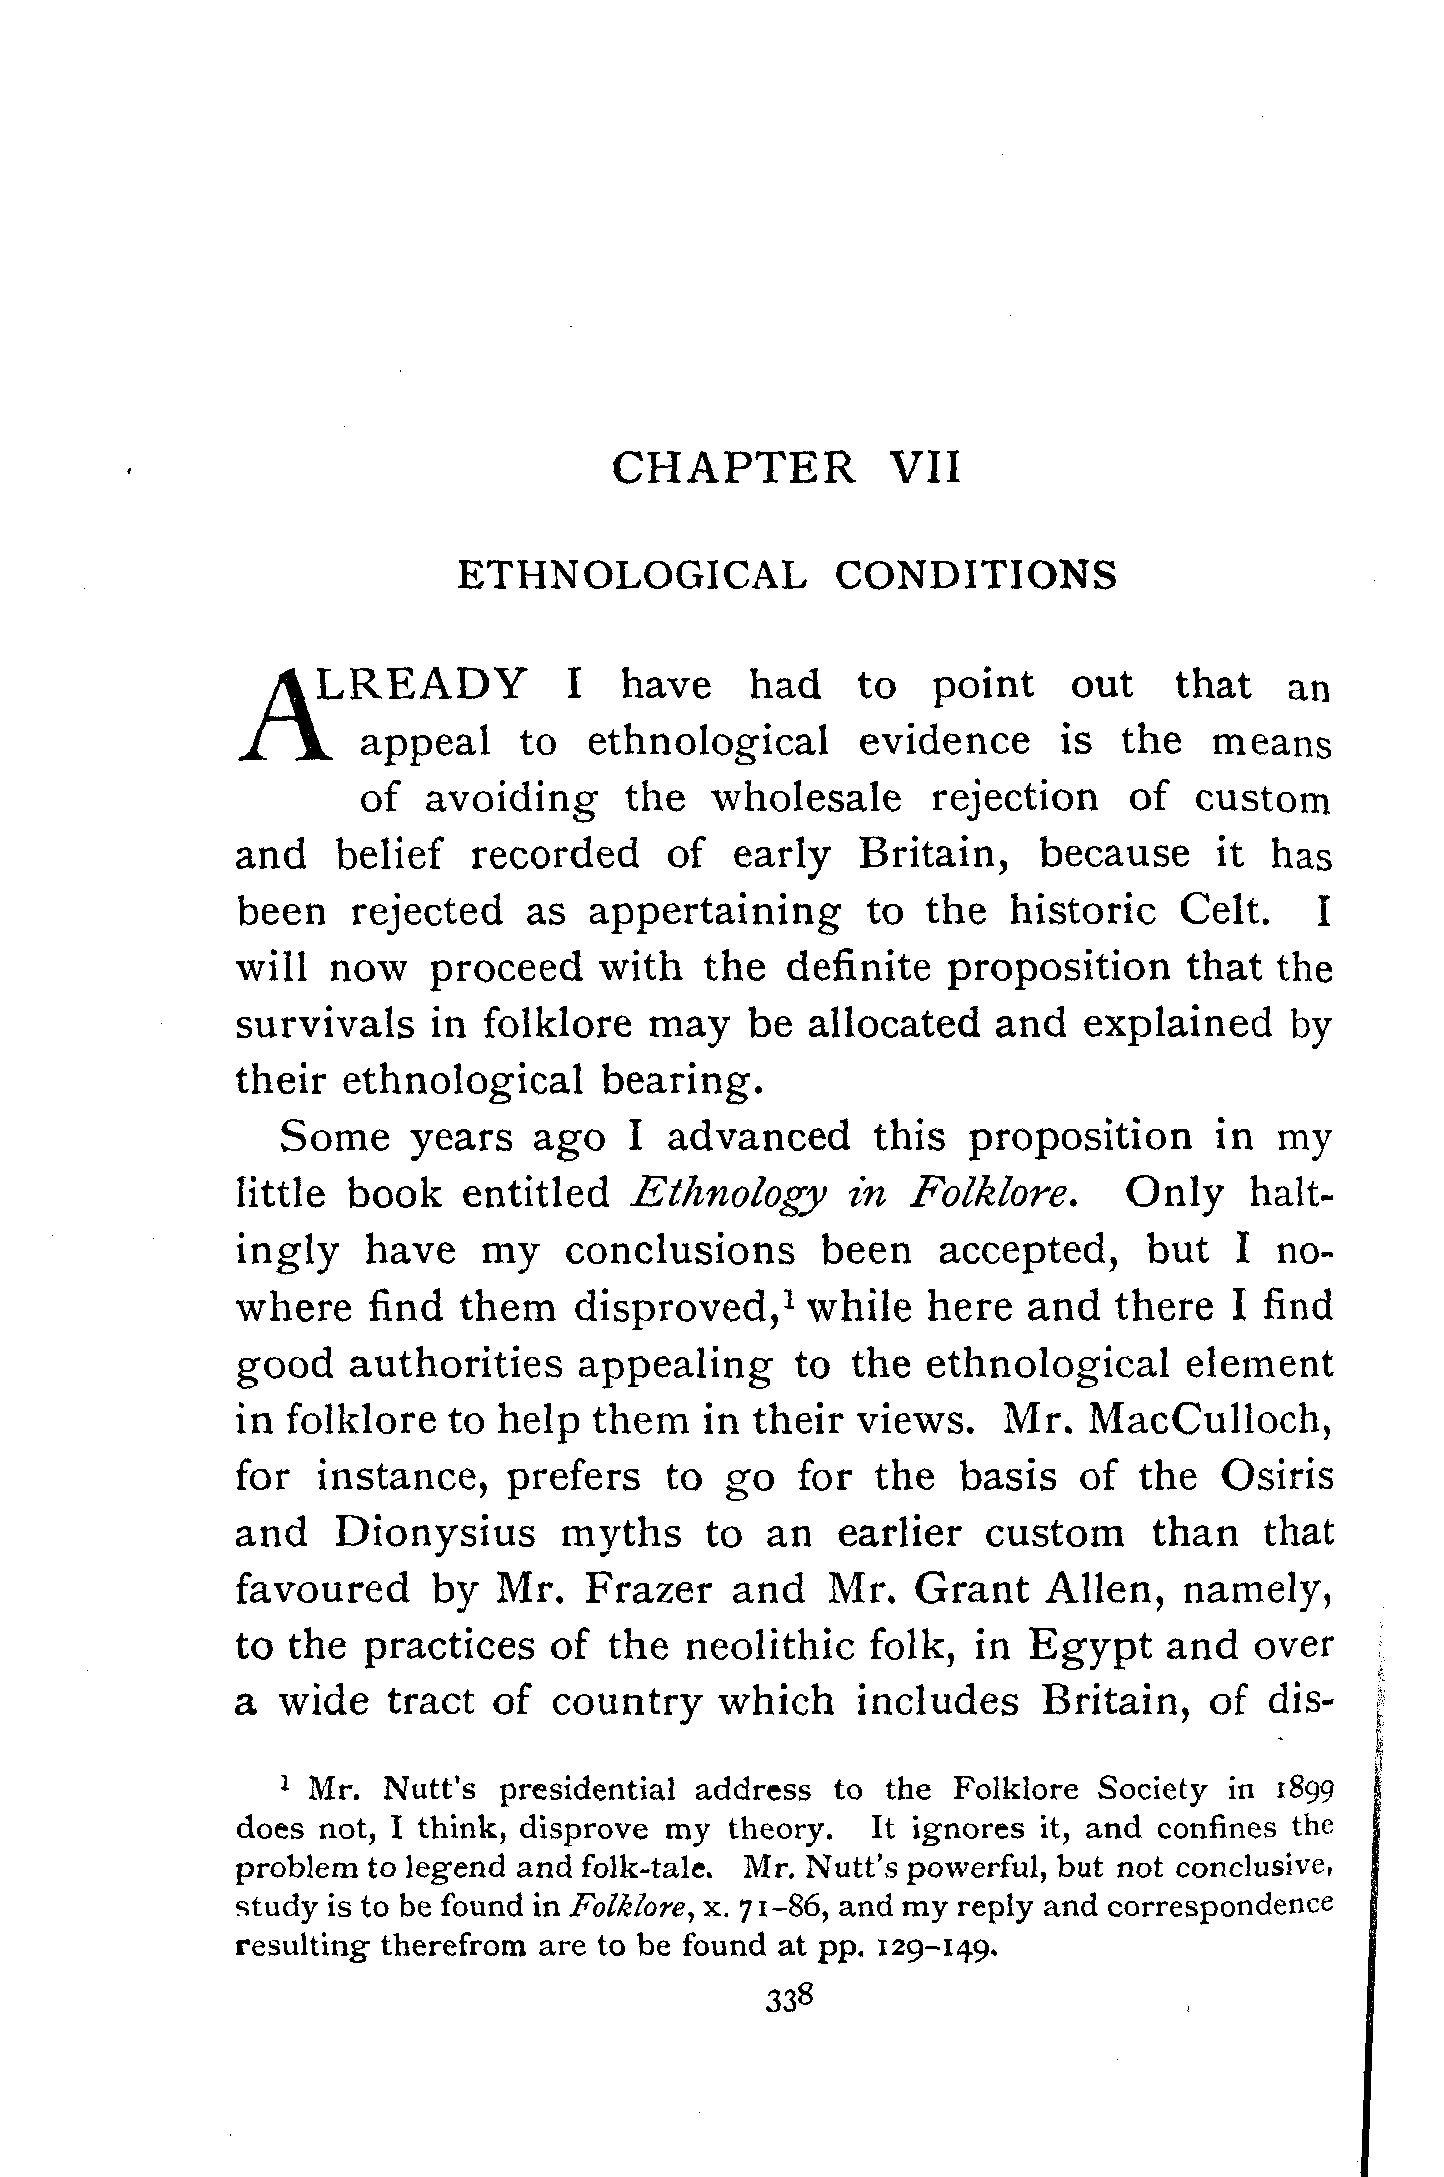 CHAPTER VII
ETHNOLOGICAL CONDITIONS
ALREADY I have had to point out that an
appeal to ethnological evidence is the means
of avoiding the wholesale rejection of custom
and belief recorded of early Britain, because it has
been rejected as appertaining to the historic Celt. I
will now proceed with the definite proposition that the
survivals in folklore may be allocated and explained by
their ethnological bearing.
Some years ago I advanced this proposition in my
little book entitled Ethnology in Folklore. Only halt-
ingly have my conclusions been accepted, but I no-
where find them disproved,¹ while here and there I find
good authorities appealing to the ethnological element
in folklore to help them in their views. Mr. MacCulloch,
for instance, prefers to go for the basis of the Osiris
and Dionysius myths to an earlier custom than that
favoured by Mr. Frazer and Mr. Grant Allen, namely,
to the practices of the neolithic folk, in Egypt and over
a wide tract of country which includes Britain, of dis-
¹ Mr. Nutt's presidential address to the Folklore Society in 1899
does not, I think, disprove my theory. It ignores it, and confines the
problem to legend and folk-tale. Mr. Nutt's powerful, but not conclusive,
study is to be found in Folklore, x. 71–86, and my reply and correspondence
resulting therefrom are to be found at pp. 129–149.
338